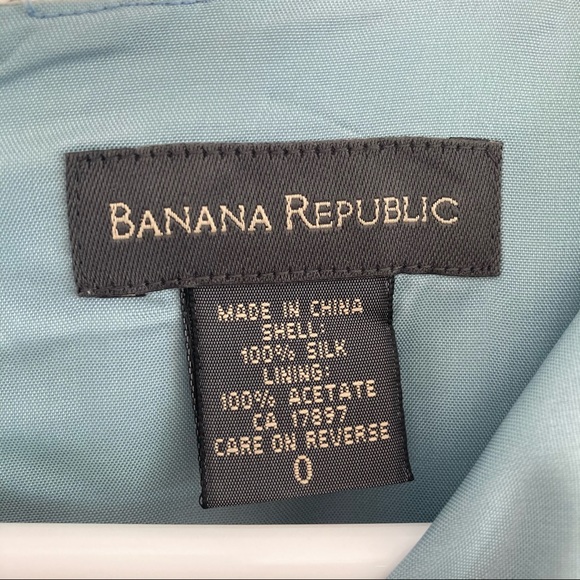 BANANA REPUBLIC
MADE IN CHINA
SHELL:
100% SILK
LINING:
100% ACETATE
CA 17897
CARE ON REVERSE
0